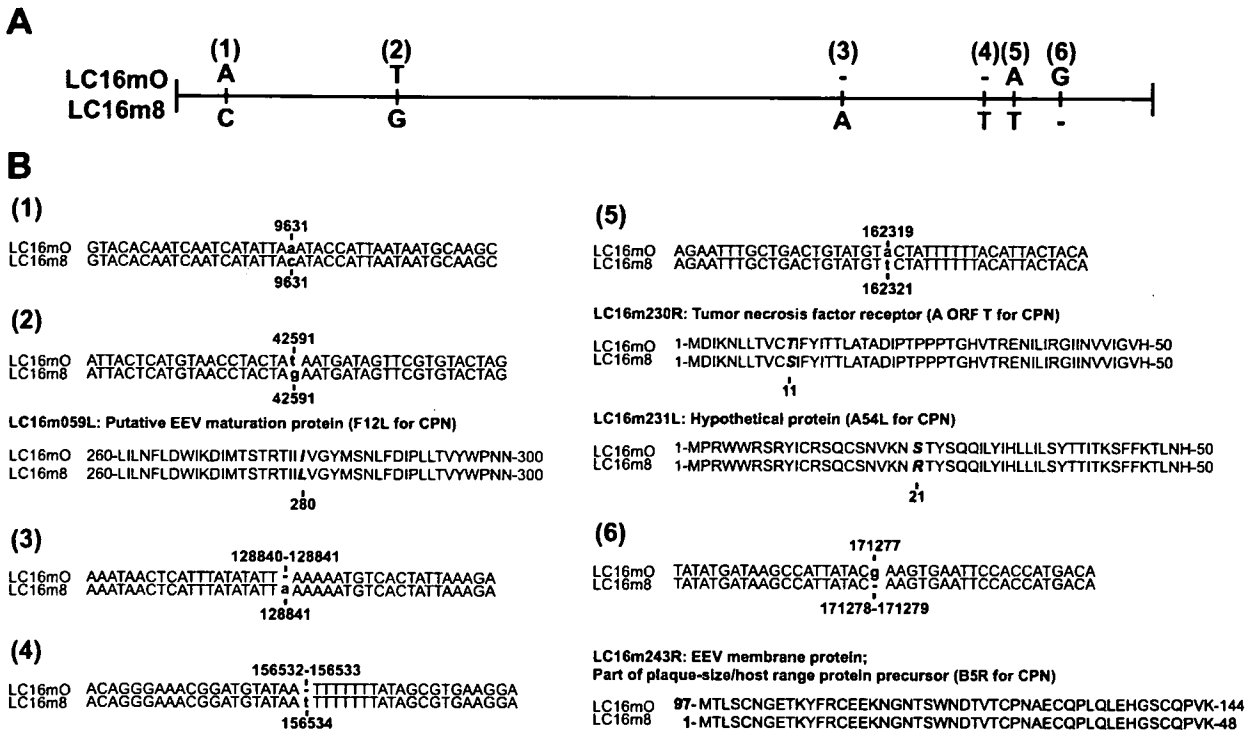 A
(1) (2) (3) (4) (5) (6)
LC16mO A T - - A G
LC16m8 C G A T T -
B
(1)
9631
LC16mO GTACACAATCAATCATATTAaATACCATTAATAATGCAAGC
LC16m8 GTACACAATCAATCATATTAcATACCATTAATAATGCAAGC
9631
(2)
42591
LC16mO ATTACTCATGTAACCTACTAtAATGATAGTTCGTGTACTAG
LC16m8 ATTACTCATGTAACCTACTAgAATGATAGTTCGTGTACTAG
42591
LC16m059L: Putative EEV maturation protein (F12L for CPN)
LC16mO 260-LILNFLDWIKDIMTSTRTIIIVGYMSNLFDIPLLTVYWPNN-300
LC16m8 260-LILNFLDWIKDIMTSTRTIILVGYMSNLFDIPLLTVYWPNN-300
280
(3)
128840-128841
LC16mO AAATAACTCATTTATATATT-AAAAATGTCACTATTAAAGA
LC16m8 AAATAACTCATTTATATATTaAAAAATGTCACTATTAAAGA
128841
(4)
156532-156533
LC16mO ACAGGGAAACGGATGTATAA-TTTTTTTATAGCGTGAAGGA
LC16m8 ACAGGGAAACGGATGTATAAtTTTTTTTATAGCGTGAAGGA
156534
(5)
162319
LC16mO AGAATTTGCTGACTGTATGTaCTATTTTTTACATTACTACA
LC16m8 AGAATTTGCTGACTGTATGTtCTATTTTTTACATTACTACA
162321
LC16m230R: Tumor necrosis factor receptor (A ORF T for CPN)
LC16mO 1-MDIKNLLTVCTIFYITTLATADIPTPPPTGHVTRENILIRGIINVVIGVH-50
LC16m8 1-MDIKNLLTVCSIFYITTLATADIPTPPPTGHVTRENILIRGIINVVIGVH-50
11
LC16m231L: Hypothetical protein (A54L for CPN)
LC16mO 1-MPRWWRSRYICRSQCSNVKNSTYSQQILYIHLLILSYTTITKSFFKTLNH-50
LC16m8 1-MPRWWRSRYICRSQCSNVKNRTYSQQILYIHLLILSYTTITKSFFKTLNH-50
21
(6)
171277
LC16mO TATATGATAAGCCATTATACgAAGTGAATTCCACCATGACA
LC16m8 TATATGATAAGCCATTATAC-AAGTGAATTCCACCATGACA
171278-171279
LC16m243R: EEV membrane protein;
Part of plaque-size/host range protein precursor (B5R for CPN)
LC16mO 97-MTLSCNGETKYFRCEEKNGNTSWNDTVTCPNAECQPLQLEHGSCQPVK-144
LC16m8 1-MTLSCNGETKYFRCEEKNGNTSWNDTVTCPNAECQPLQLEHGSCQPVK-48